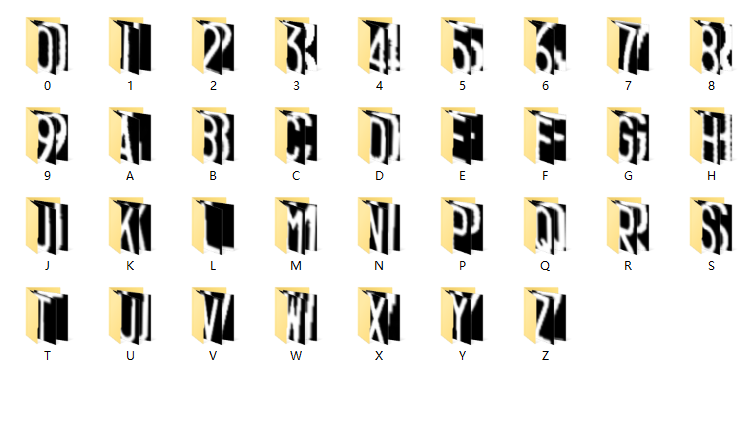 0 1 2 3 4 5 6 7 8
9 A B C D E F G H
J K L M N P Q R S
T U V W X Y Z